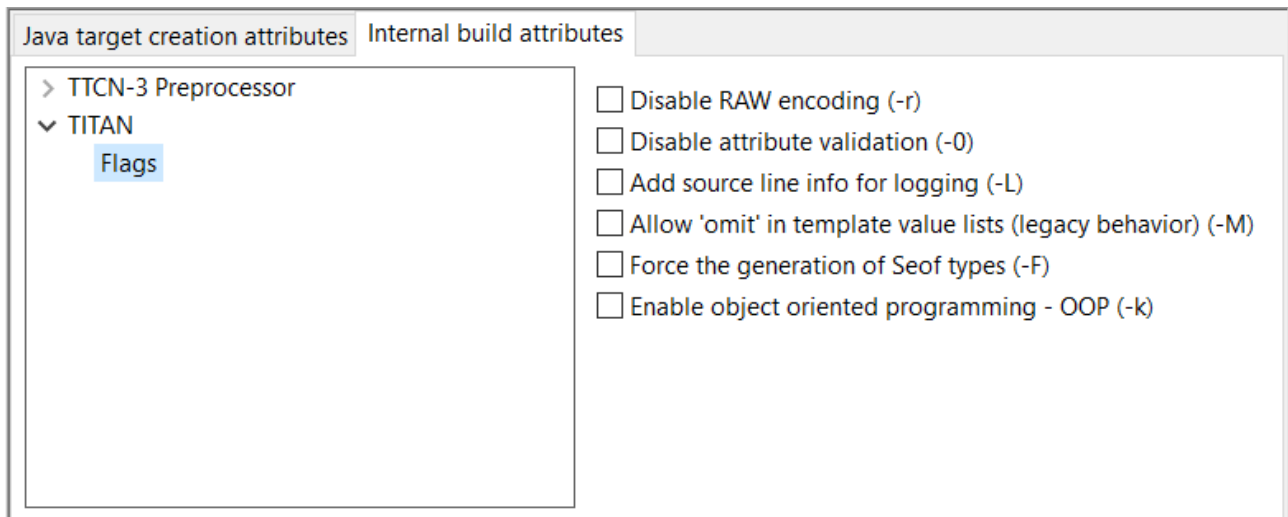 Java target creation attributes Internal build attributes
TTCN-3 Preprocessor
TITAN
Flags
Disable RAW encoding (-r)
Disable attribute validation (-0)
Add source line info for logging (-L)
Allow 'omit' in template value lists (legacy behavior) (-M)
Force the generation of Seof types (-F)
Enable object oriented programming - OOP (-k)